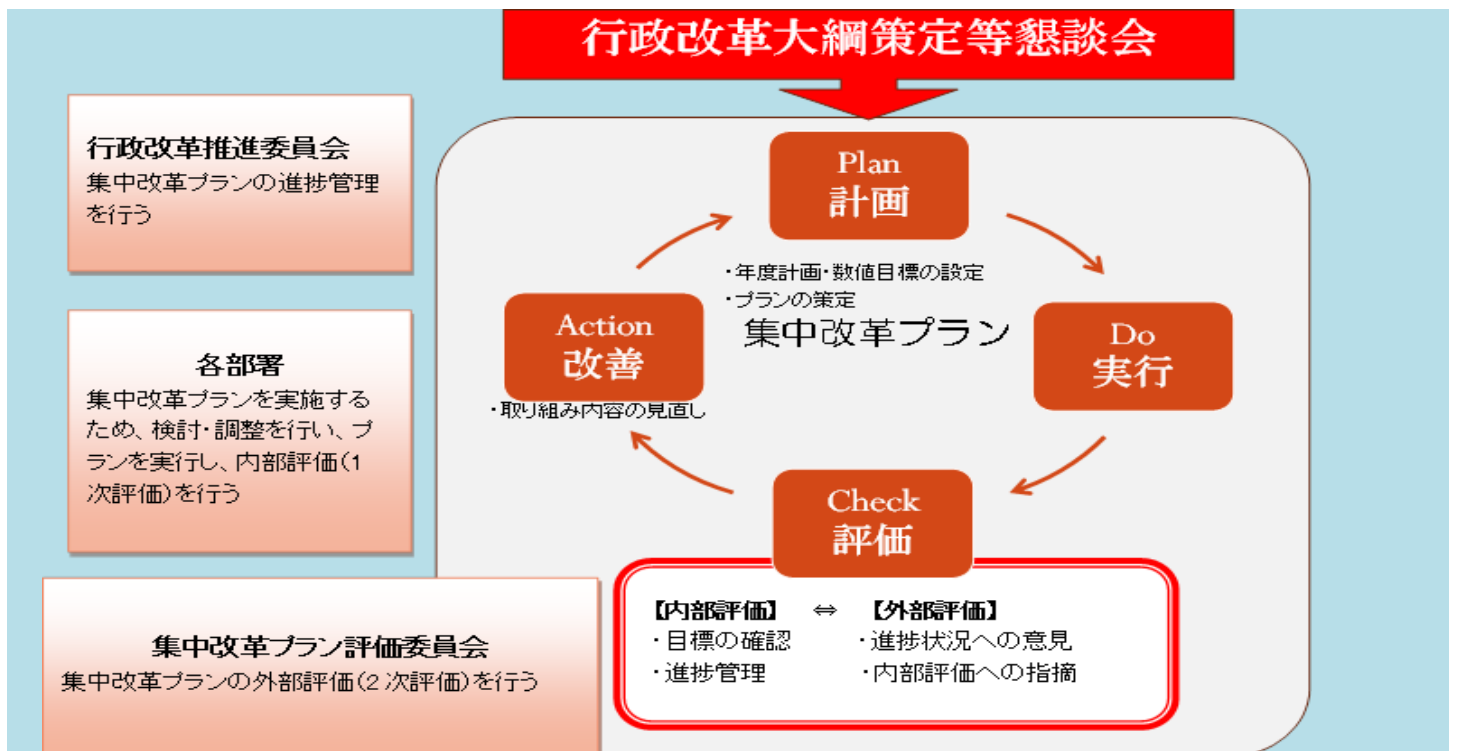 行政改革大綱策定等懇談会
行政改革推進委員会
集中改革プランの進捗管理
を行う
各部署
集中改革プランを実施する
ため、検討・調整を行い、プ
ランを実行し、内部評価(1
次評価)を行う
集中改革プラン評価委員会
集中改革プランの外部評価(2次評価)を行う
Plan
計画
・年度計画・数値目標の設定
・プランの策定
集中改革プラン
Do
実行
Action
改善
・取り組み内容の見直し
Check
評価
【内部評価】 ⇔ 【外部評価】
・目標の確認 ・進捗状況への意見
・進捗管理 ・内部評価への指摘